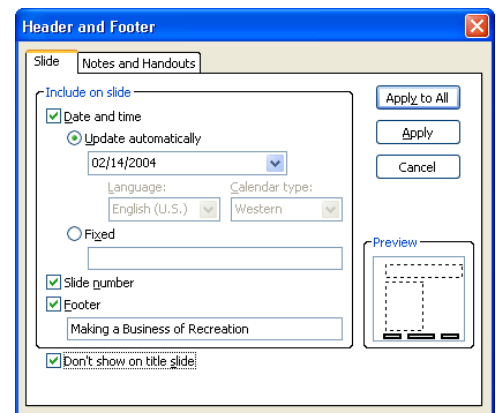 Header and Footer
Slide
Notes and Handouts
Include on slide
Date and time
Update automatically
02/14/2004
Language:
Calendar type:
English (U.S.)
Western
Fixed
Slide number
Footer
Making a Business of Recreation
Don't show on title slide
Apply to All
Apply
Cancel
Preview